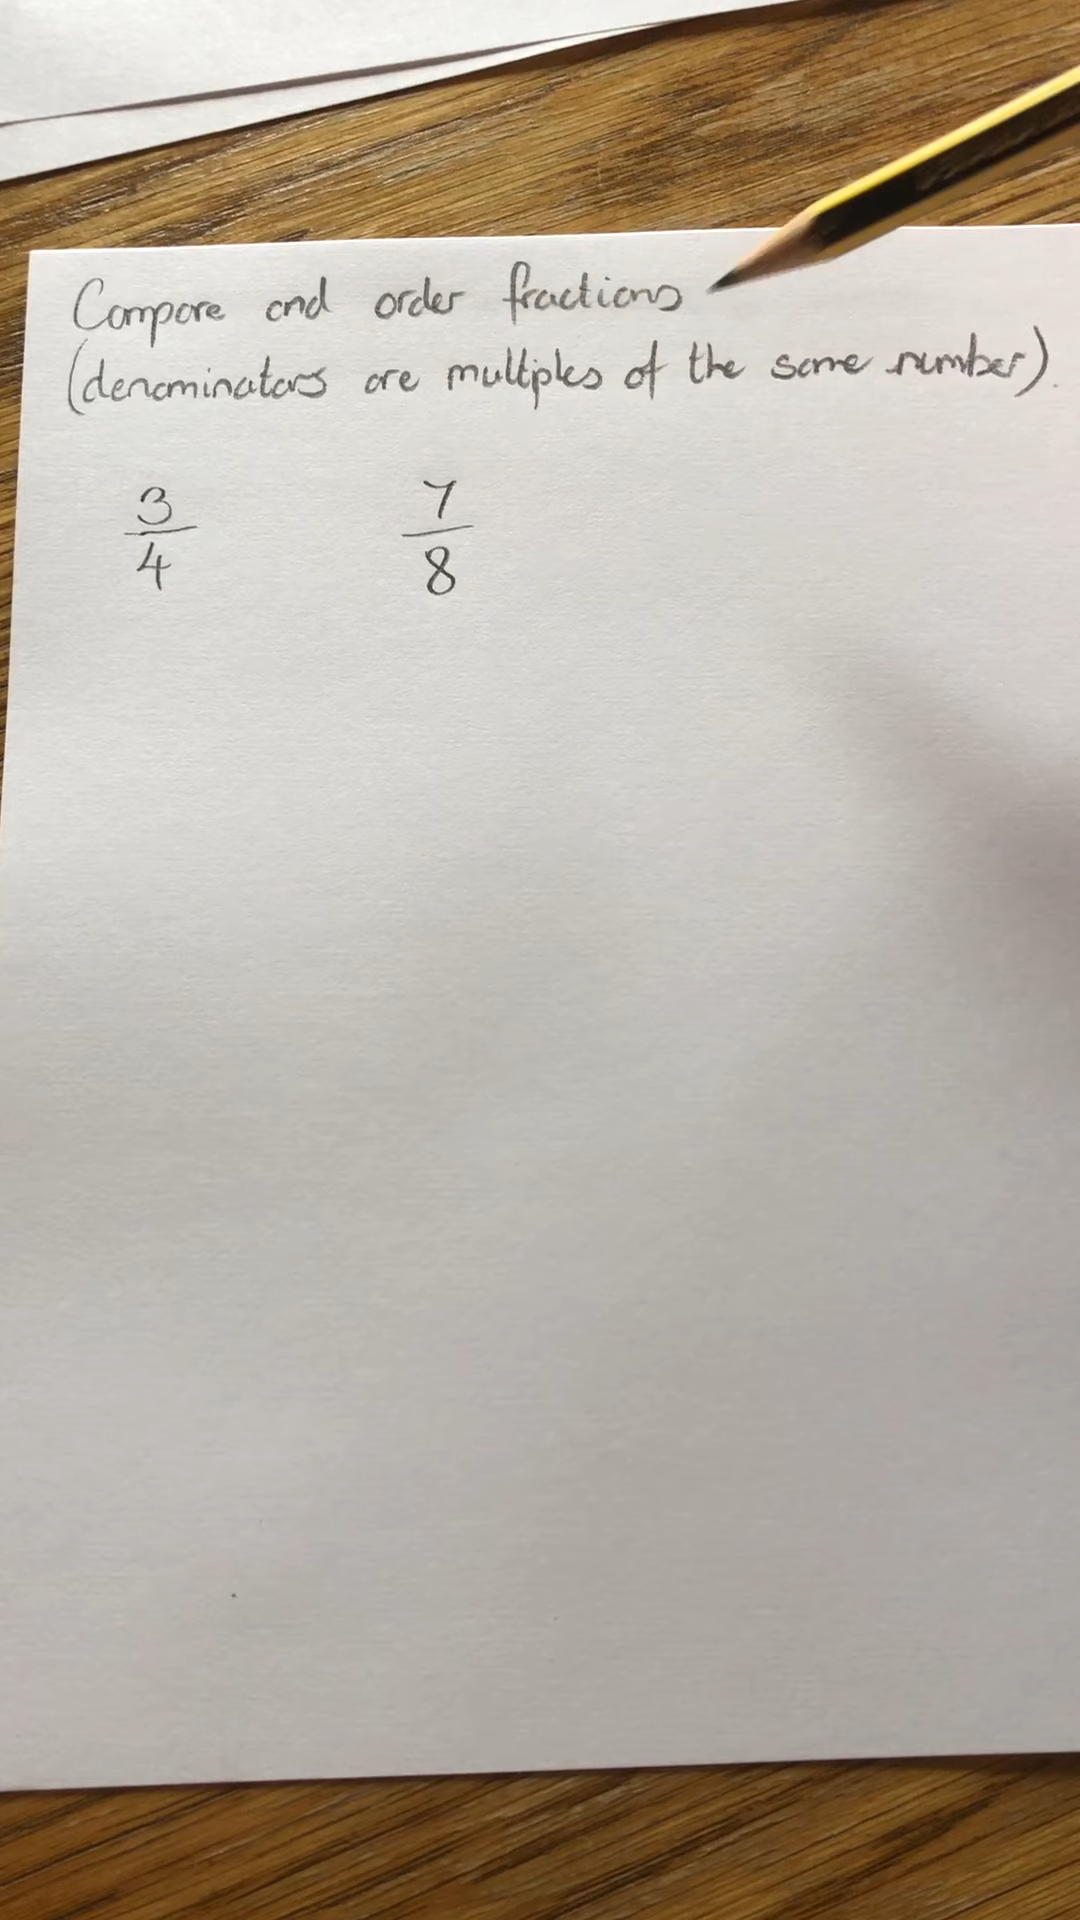 Compare and order fractions
(denominators are multiples of the same number).
3/4 7/8